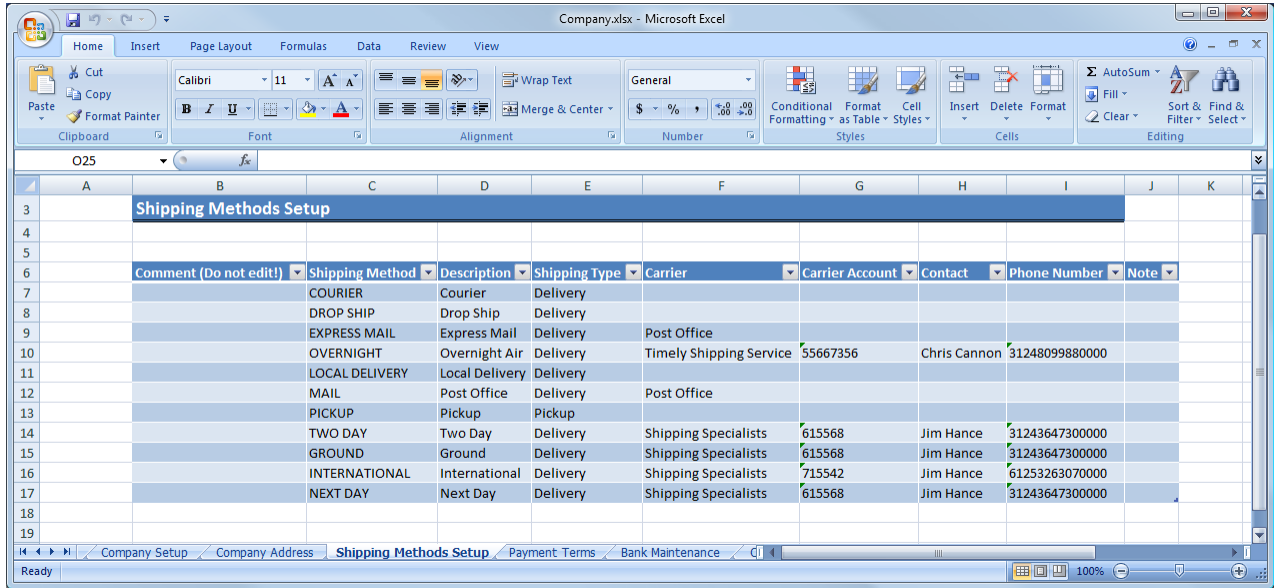 Company.xlsx - Microsoft Excel
Home Insert Page Layout Formulas Data Review View
Paste Cut Copy Format Painter Clipboard
Calibri 11 A A B I U A Font
Wrap Text Merge & Center Alignment
General $ % , .0 .00 .00 .0 Number
Conditional Formatting Format as Table Cell Styles Styles
Insert Delete Format Cells
Σ AutoSum Fill Clear Sort & Filter Find & Select Editing
O25 fx
A B C D E F G H I J K
3 Shipping Methods Setup
4
5
6 Comment (Do not edit!) Shipping Method Description Shipping Type Carrier Carrier Account Contact Phone Number Note
7 COURIER Courier Delivery
8 DROP SHIP Drop Ship Delivery
9 EXPRESS MAIL Express Mail Delivery Post Office
10 OVERNIGHT Overnight Air Delivery Timely Shipping Service 55667356 Chris Cannon 31248099880000
11 LOCAL DELIVERY Local Delivery Delivery
12 MAIL Post Office Delivery Post Office
13 PICKUP Pickup Pickup
14 TWO DAY Two Day Delivery Shipping Specialists 615568 Jim Hance 31243647300000
15 GROUND Ground Delivery Shipping Specialists 615568 Jim Hance 31243647300000
16 INTERNATIONAL International Delivery Shipping Specialists 715542 Jim Hance 61253263070000
17 NEXT DAY Next Day Delivery Shipping Specialists 615568 Jim Hance 31243647300000
18
19
Company Setup Company Address Shipping Methods Setup Payment Terms Bank Maintenance
Ready 100%